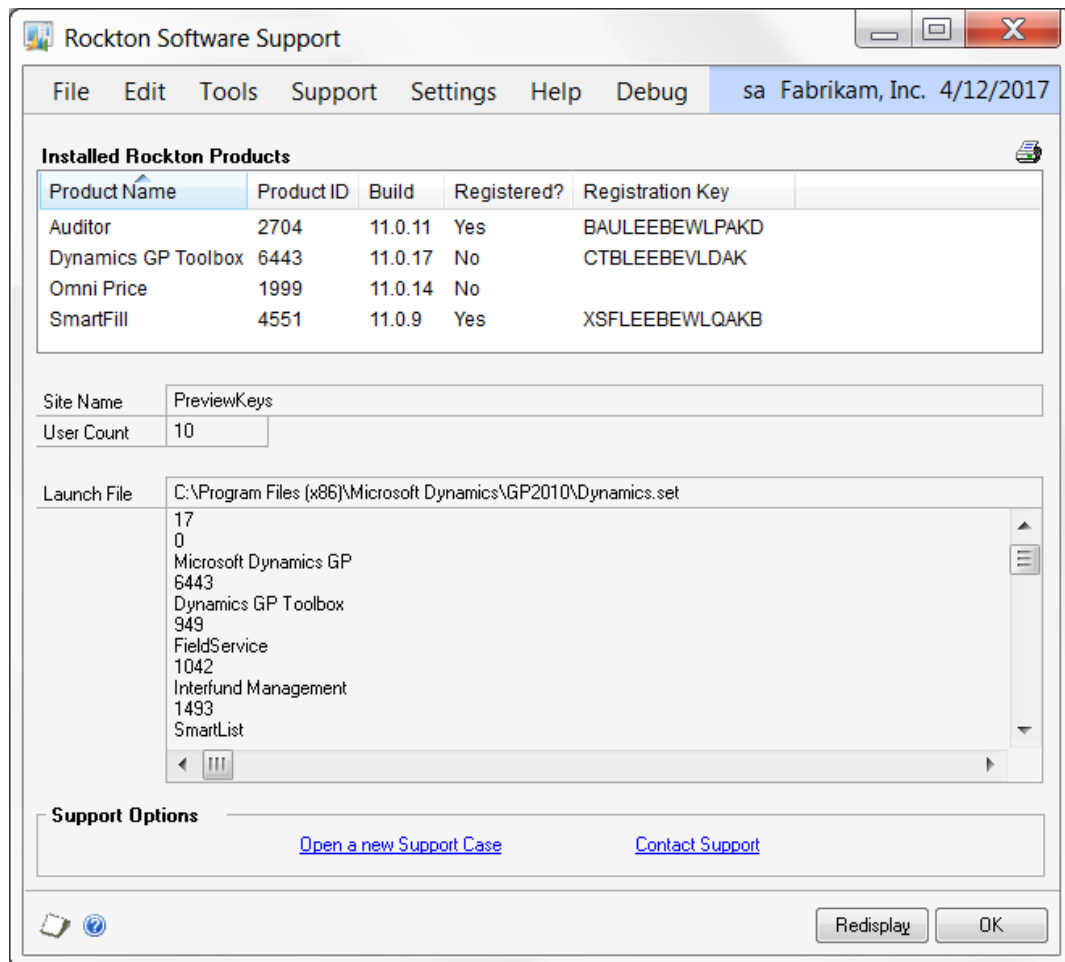 Rockton Software Support
File Edit Tools Support Settings Help Debug sa Fabrikam, Inc. 4/12/2017
Installed Rockton Products
Product Name Product ID Build Registered? Registration Key
Auditor 2704 11.0.11 Yes BAULEEBEWLPAKD
Dynamics GP Toolbox 6443 11.0.17 No CTBLEEBEVLDAK
Omni Price 1999 11.0.14 No
SmartFill 4551 11.0.9 Yes XSFLEEBEWLQAKB
Site Name PreviewKeys
User Count 10
Launch File C:\Program Files (x86)\Microsoft Dynamics\GP2010\Dynamics.set
17
0
Microsoft Dynamics GP
6443
Dynamics GP Toolbox
949
FieldService
1042
Interfund Management
1493
SmartList
Support Options
Open a new Support Case Contact Support
Redisplay OK